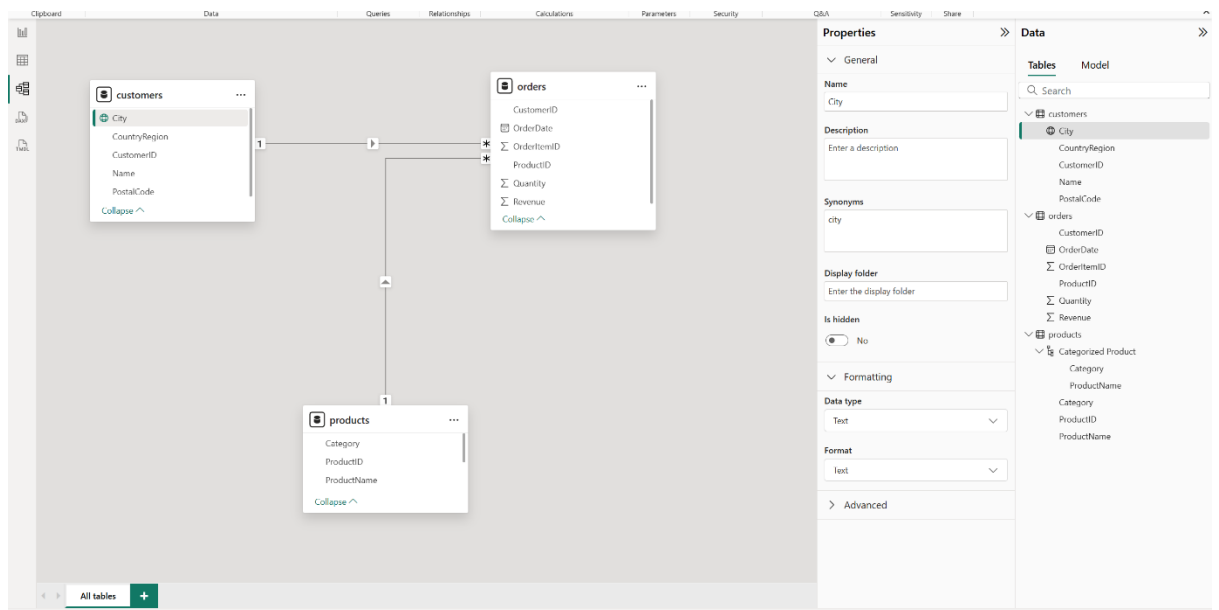 Clipboard Data Queries Relationships Calculations Parameters Security Q&A Sensitivity Share
customers
City
CountryRegion
CustomerID
Name
PostalCode
Collapse
1
*
*
orders
CustomerID
OrderDate
OrderItemID
ProductID
Quantity
Revenue
Collapse
1
products
Category
ProductID
ProductName
Collapse
All tables
+
Properties
General
Name
City
Description
Enter a description
Synonyms
city
Display folder
Enter the display folder
Is hidden
No
Formatting
Data type
Text
Format
Text
Advanced
Data
Tables Model
Search
customers
City
CountryRegion
CustomerID
Name
PostalCode
orders
CustomerID
OrderDate
OrderItemID
ProductID
Quantity
Revenue
products
Categorized Product
Category
ProductName
Category
ProductID
ProductName